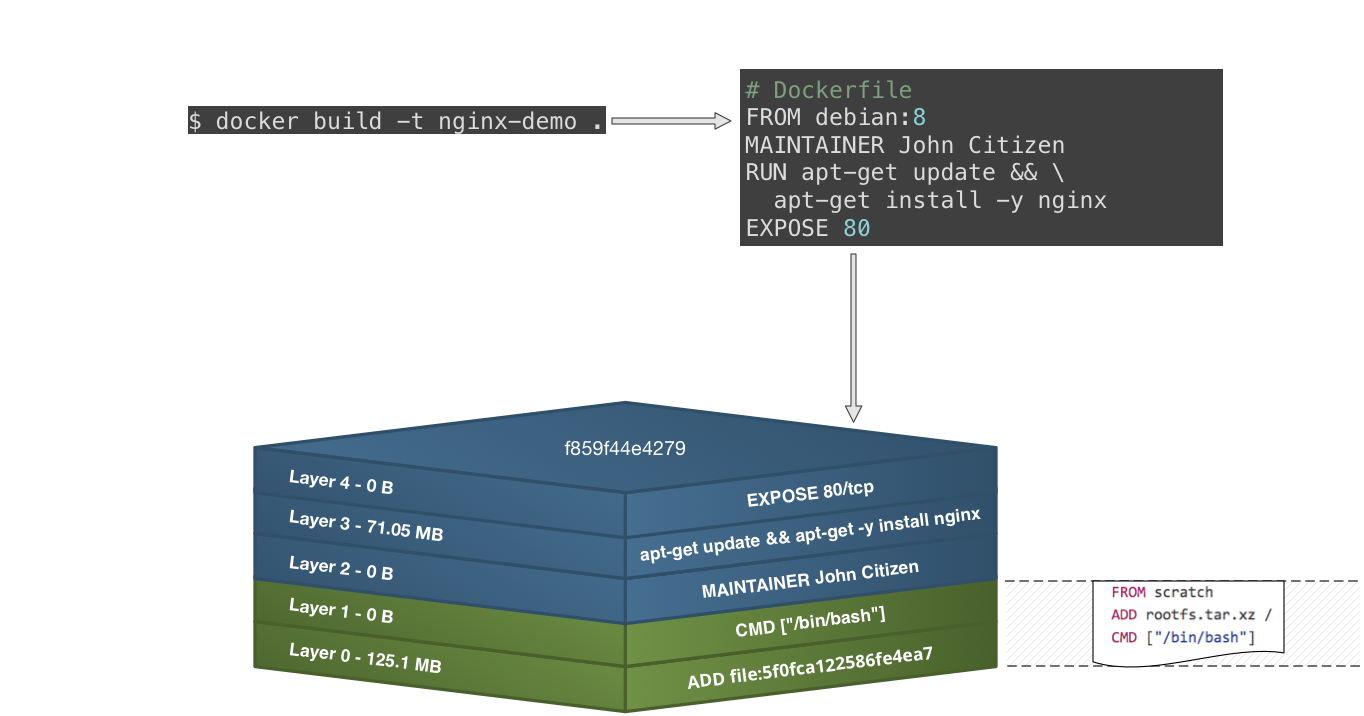 $ docker build -t nginx-demo .
# Dockerfile
FROM debian:8
MAINTAINER John Citizen
RUN apt-get update && \
apt-get install -y nginx
EXPOSE 80
f859f44e4279
Layer 4 - 0 B
EXPOSE 80/tcp
Layer 3 - 71.05 MB
apt-get update && apt-get -y install nginx
Layer 2 - 0 B
MAINTAINER John Citizen
Layer 1 - 0 B
CMD ["/bin/bash"]
Layer 0 - 125.1 MB
ADD file:5f0fca122586fe4ea7
FROM scratch
ADD rootfs.tar.xz /
CMD ["/bin/bash"]